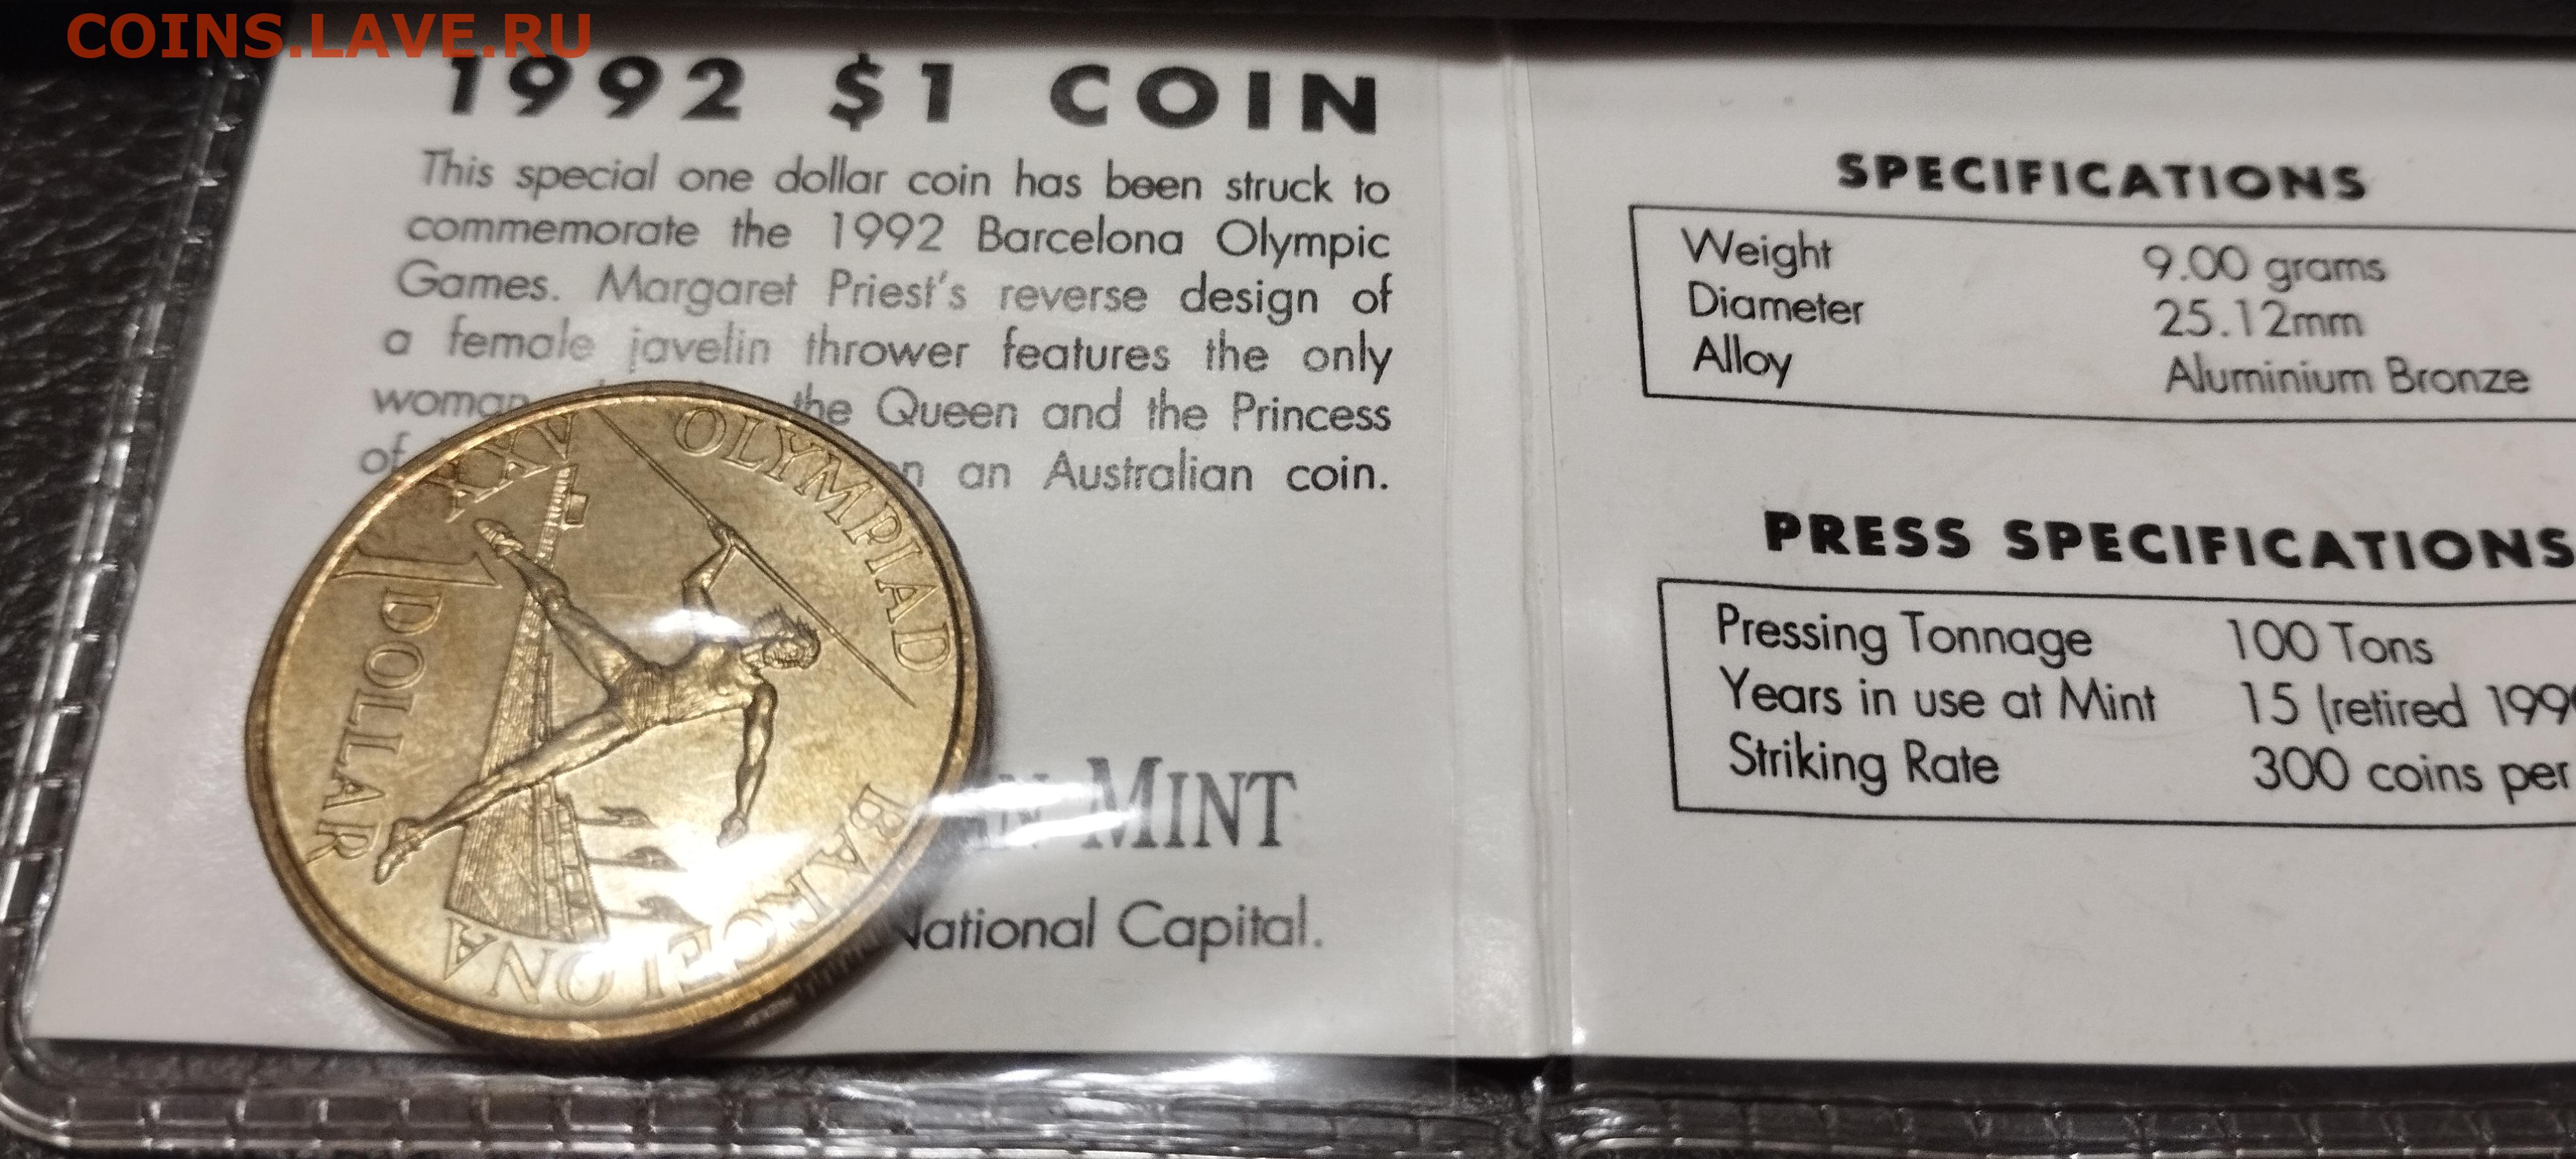 COINS.LAVE.RU
1992 $1 COIN
This special one dollar coin has been struck to
commemorate the 1992 Barcelona Olympic
Games. Margaret Priest's reverse design of
a female javelin thrower features the only
woman the Queen and the Princess
of on an Australian coin.
MINT
National Capital.
XXV OLYMPIAD
1 DOLLAR
BARCELONA
SPECIFICATIONS
Weight 9.00 grams
Diameter 25.12mm
Alloy Aluminium Bronze
PRESS SPECIFICATIONS
Pressing Tonnage 100 Tons
Years in use at Mint 15 (retired
Striking Rate 300 coins per